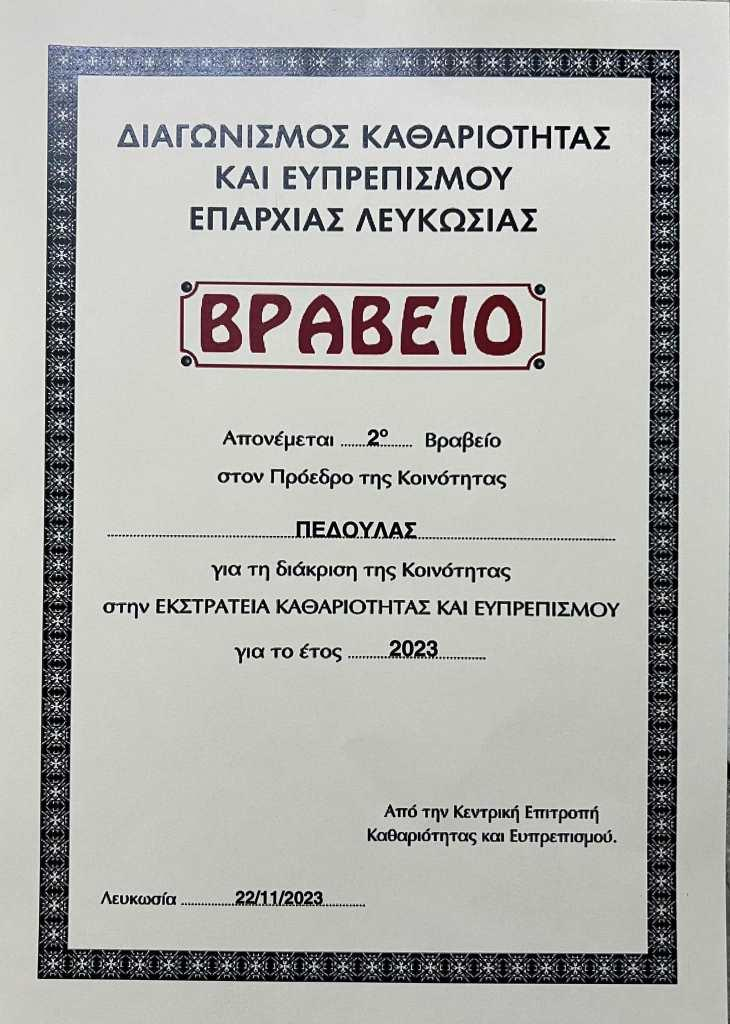 ΔΙΑΓΩΝΙΣΜΟΣ ΚΑΘΑΡΙΟΤΗΤΑΣ
ΚΑΙ ΕΥΠΡΕΠΙΣΜΟΥ
ΕΠΑΡΧΙΑΣ ΛΕΥΚΩΣΙΑΣ
ΒΡΑΒΕΙΟ
Απονέμεται ......2º...... Βραβείο
στον Πρόεδρο της Κοινότητας
ΠΕΔΟΥΛΑΣ
για τη διάκριση της Κοινότητας
στην ΕΚΣΤΡΑΤΕΙΑ ΚΑΘΑΡΙΟΤΗΤΑΣ ΚΑΙ ΕΥΠΡΕΠΙΣΜΟΥ
για το έτος ..........2023..........
Από την Κεντρική Επιτροπή
Καθαριότητας και Ευπρεπισμού.
Λευκωσία ............22/11/2023............